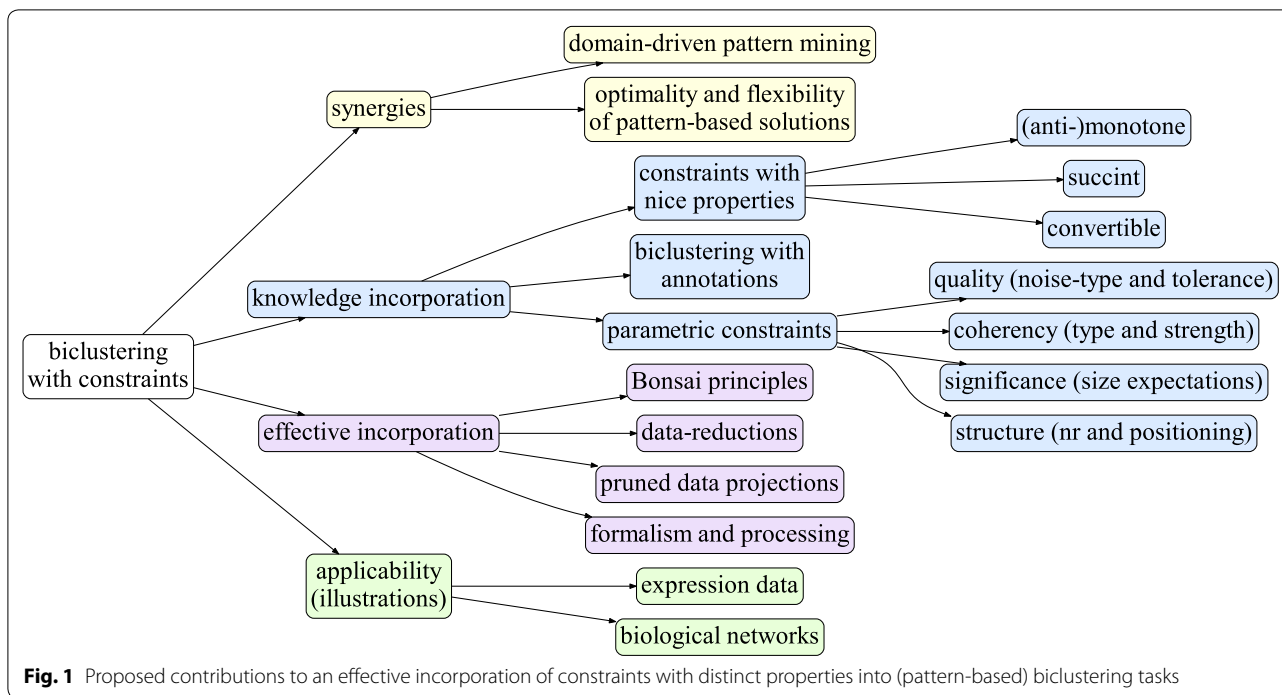 domain-driven pattern mining
synergies
optimality and flexibility
of pattern-based solutions
(anti-)monotone
constraints with
nice properties
succint
convertible
biclustering with
annotations
knowledge incorporation
quality (noise-type and tolerance)
parametric constraints
coherency (type and strength)
biclustering
with constraints
significance (size expectations)
Bonsai principles
structure (nr and positioning)
effective incorporation
data-reductions
pruned data projections
formalism and processing
applicability
(illustrations)
expression data
biological networks
Fig. 1 Proposed contributions to an effective incorporation of constraints with distinct properties into (pattern-based) biclustering tasks